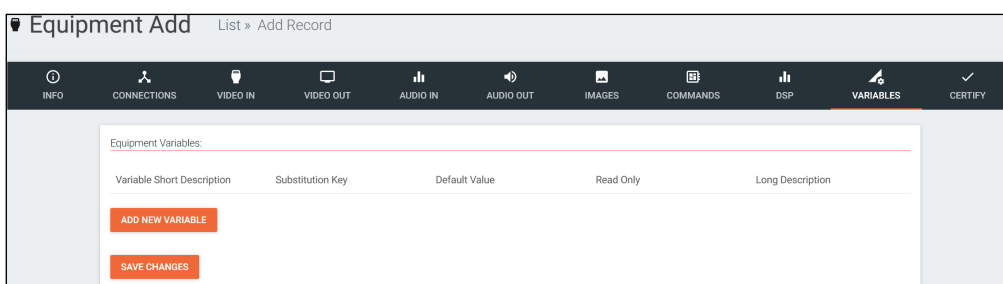 Equipment Add List » Add Record
INFO CONNECTIONS VIDEO IN VIDEO OUT AUDIO IN AUDIO OUT IMAGES COMMANDS DSP VARIABLES CERTIFY
Equipment Variables:
Variable Short Description Substitution Key Default Value Read Only Long Description
ADD NEW VARIABLE
SAVE CHANGES